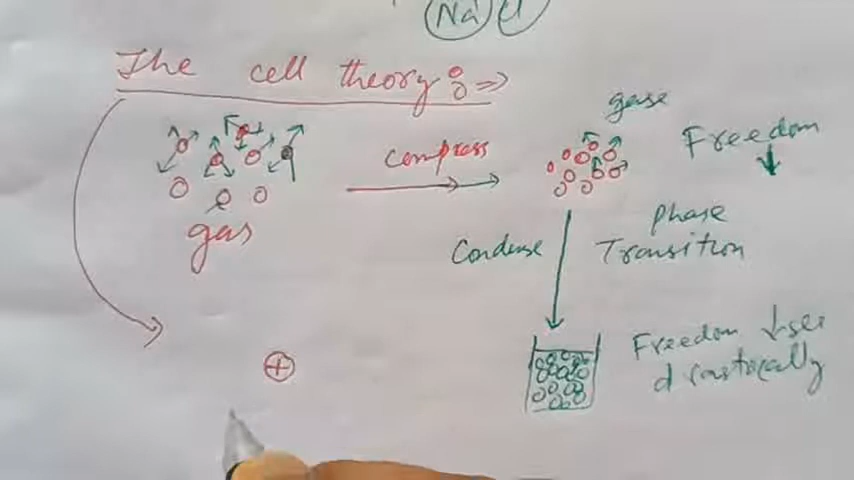 Na Cl
The cell theory : ⇒
gas
compress
gase
Freedom ↓
Condense
phase
Transition
Freedom ↓ses
drastically
+